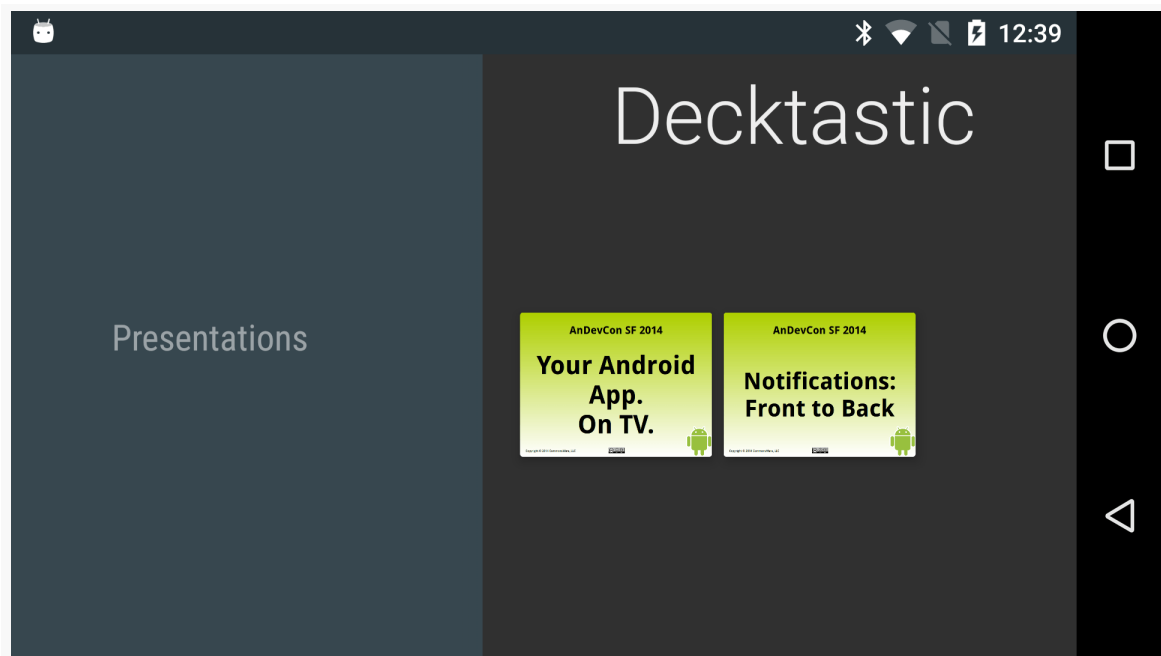 12:39
Decktastic
Presentations
AnDevCon SF 2014
Your Android
App.
On TV.
AnDevCon SF 2014
Notifications:
Front to Back